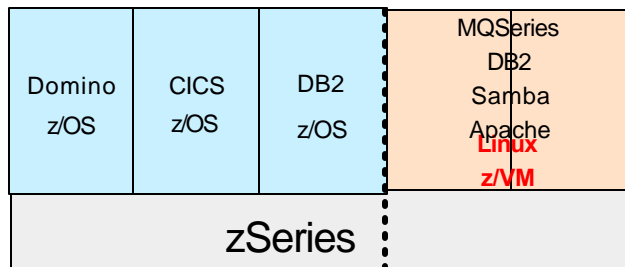 Domino
z/OS
CICS
z/OS
DB2
z/OS
MQSeries
DB2
Samba
Apache
Linux
z/VM
zSeries